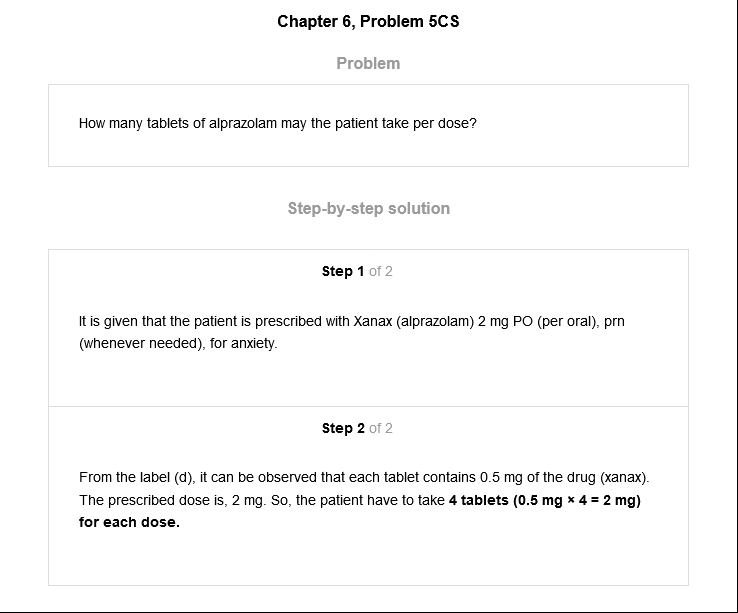 Chapter 6, Problem 5CS
Problem
How many tablets of alprazolam may the patient take per dose?
Step-by-step solution
Step 1 of 2
It is given that the patient is prescribed with Xanax (alprazolam) 2 mg PO (per oral), prn
(whenever needed), for anxiety.
Step 2 of 2
From the label (d), it can be observed that each tablet contains 0.5 mg of the drug (xanax).
The prescribed dose is, 2 mg. So, the patient have to take 4 tablets (0.5 mg × 4 = 2 mg)
for each dose.